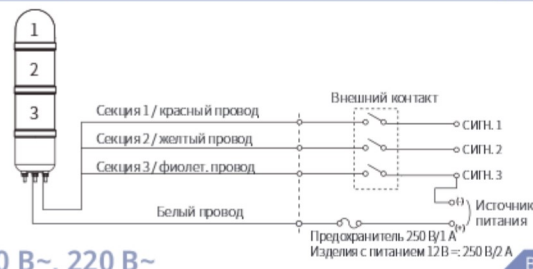 1
2
3
Внешний контакт
Секция 1 / красный провод
СИГН. 1
Секция 2 / желтый провод
СИГН. 2
Секция 3 / фиолет. провод
СИГН. 3
(-)
Источник
питания
Белый провод
(+)
Предохранитель 250 В/1 А
Изделия с питанием 12 В =: 250 В/2 А
0 В~, 220 В~